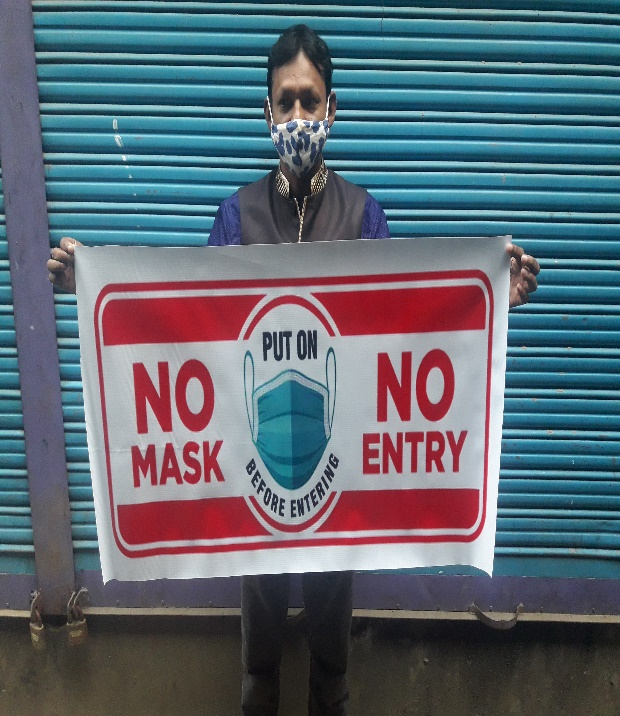 NO
MASK
PUT ON
BEFORE ENTERING
NO
ENTRY